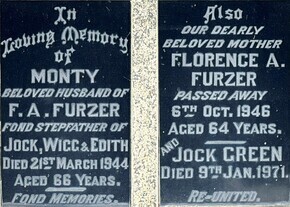 In
Loving Memory
of
MONTY
BELOVED HUSBAND OF
F. A. FURZER
FOND STEPFATHER OF
JOCK, WICC & EDITH
DIED 21ST MARCH 1944
AGED 66 YEARS.
FOND MEMORIES.
Also
OUR DEARLY
BELOVED MOTHER
FLORENCE A.
FURZER
PASSED AWAY
6TH OCT. 1946
AGED 64 YEARS.
AND JOCK GREEN
DIED 9TH JAN. 1971.
RE-UNITED.